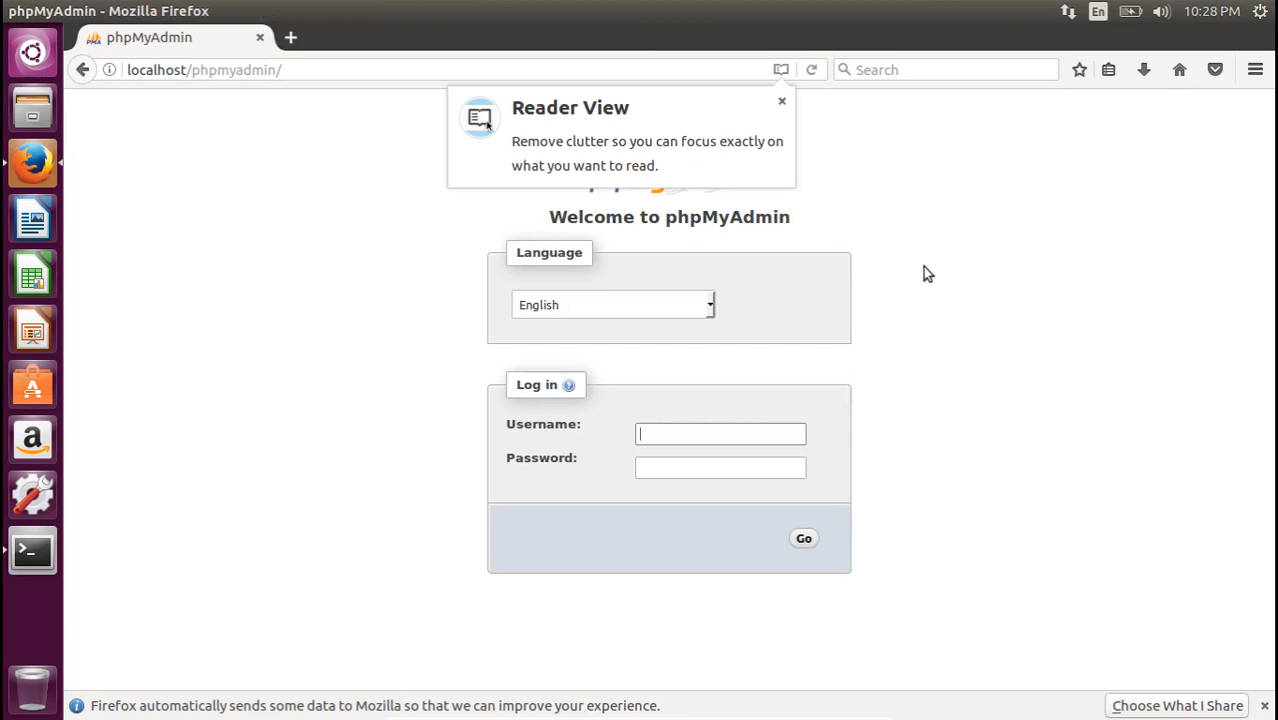 phpMyAdmin - Mozilla Firefox
En
10:28 PM
PMA
phpMyAdmin
localhost/phpmyadmin/
Search
Reader View
Remove clutter so you can focus exactly on
what you want to read.
Welcome to phpMyAdmin
Language
English
Log in
Username:
Password:
Go
Firefox automatically sends some data to Mozilla so that we can improve your experience.
Choose What I Share